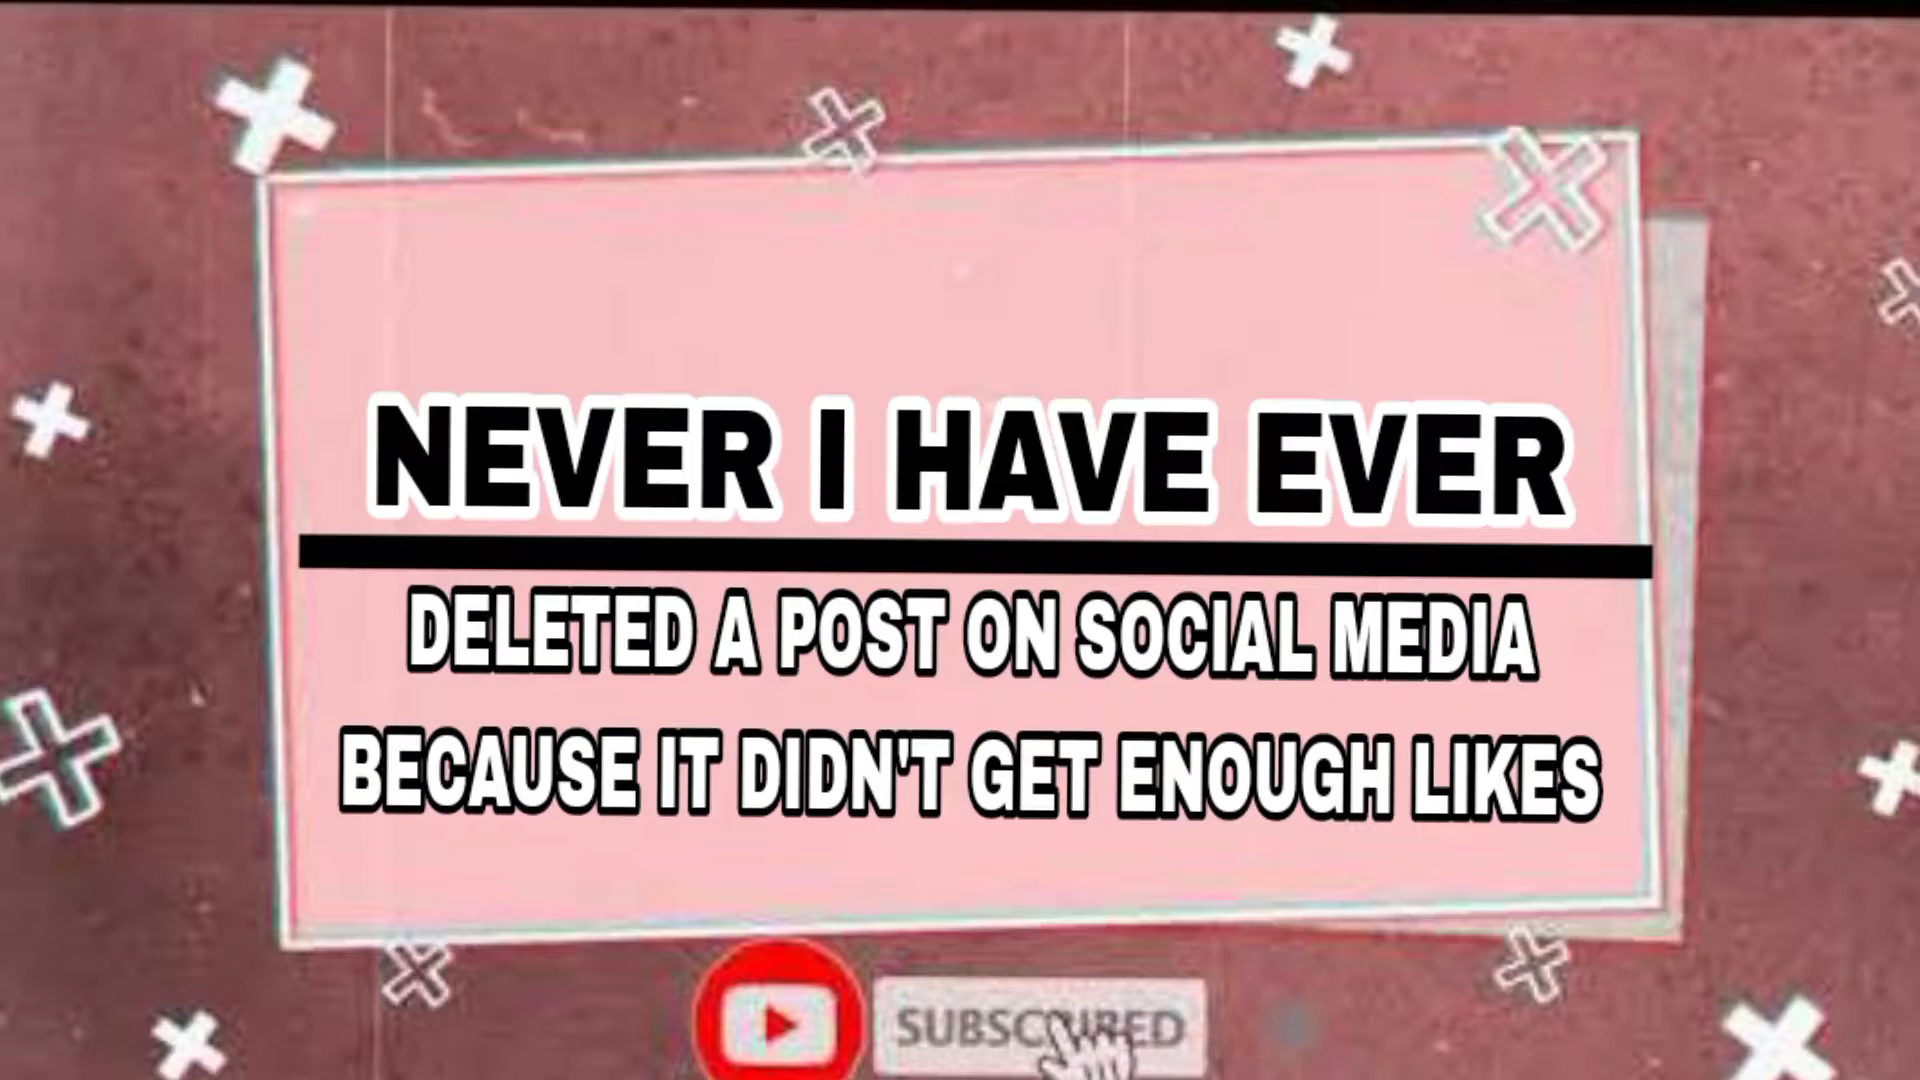 NEVER I HAVE EVER
DELETED A POST ON SOCIAL MEDIA
BECAUSE IT DIDN'T GET ENOUGH LIKES
SUBSCRIBED